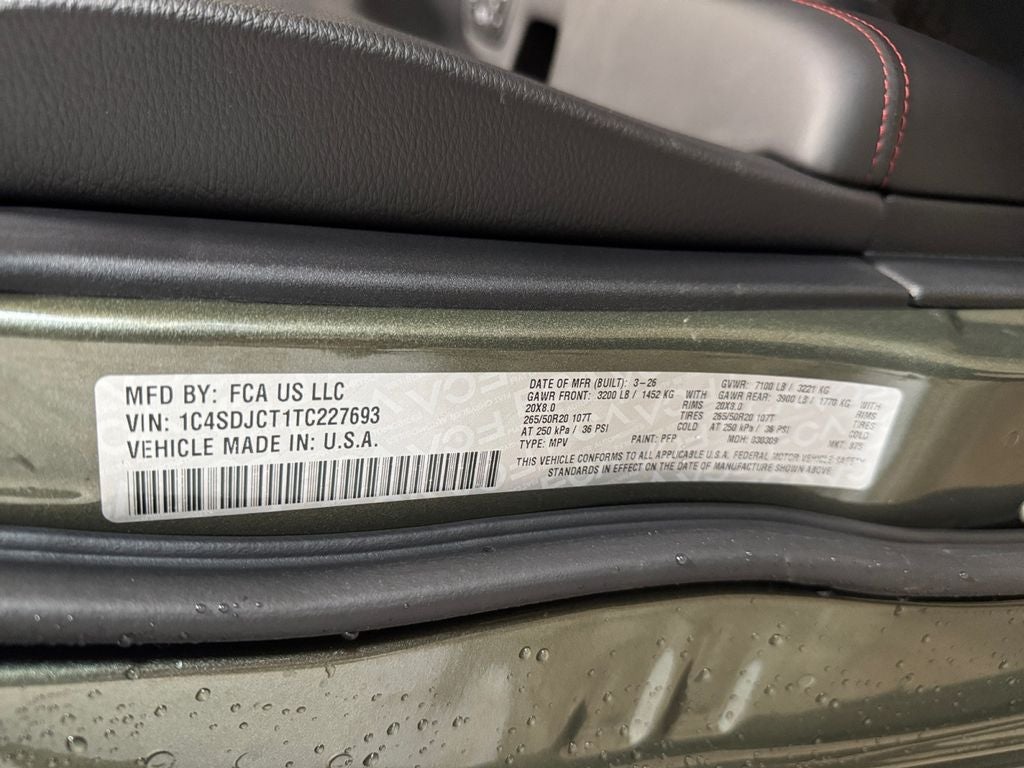 MFD BY: FCA US LLC
VIN: 1C4SDJCT1TC227693
VEHICLE MADE IN: U.S.A.
DATE OF MFR (BUILT): 3-26 GVWR: 7100 LB / 3221 KG
GAWR FRONT: 3200 LB / 1452 KG WITH GAWR REAR: 3900 LB / 1770 KG WITH
20X8.0 RIMS 20X8.0 RIMS
265/50R20 107T TIRES 265/50R20 107T TIRES
AT 250 kPa / 36 PSI COLD AT 250 kPa / 36 PSI COLD
TYPE: MPV PAINT: PFP MDH: 030309 MKT: 975
THIS VEHICLE CONFORMS TO ALL APPLICABLE U.S.A. FEDERAL MOTOR VEHICLE SAFETY
STANDARDS IN EFFECT ON THE DATE OF MANUFACTURE SHOWN ABOVE